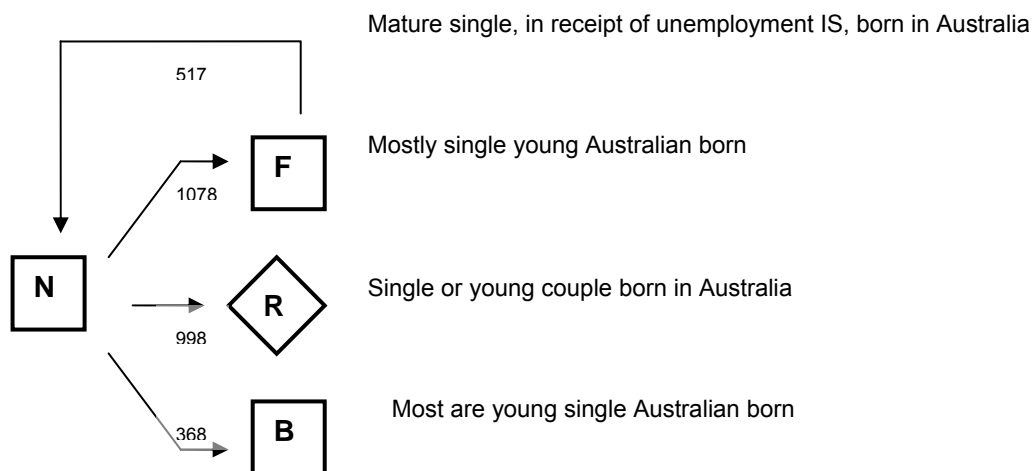 Mature single, in receipt of unemployment IS, born in Australia
517
Mostly single young Australian born
F
1078
N
Single or young couple born in Australia
R
998
Most are young single Australian born
368
B